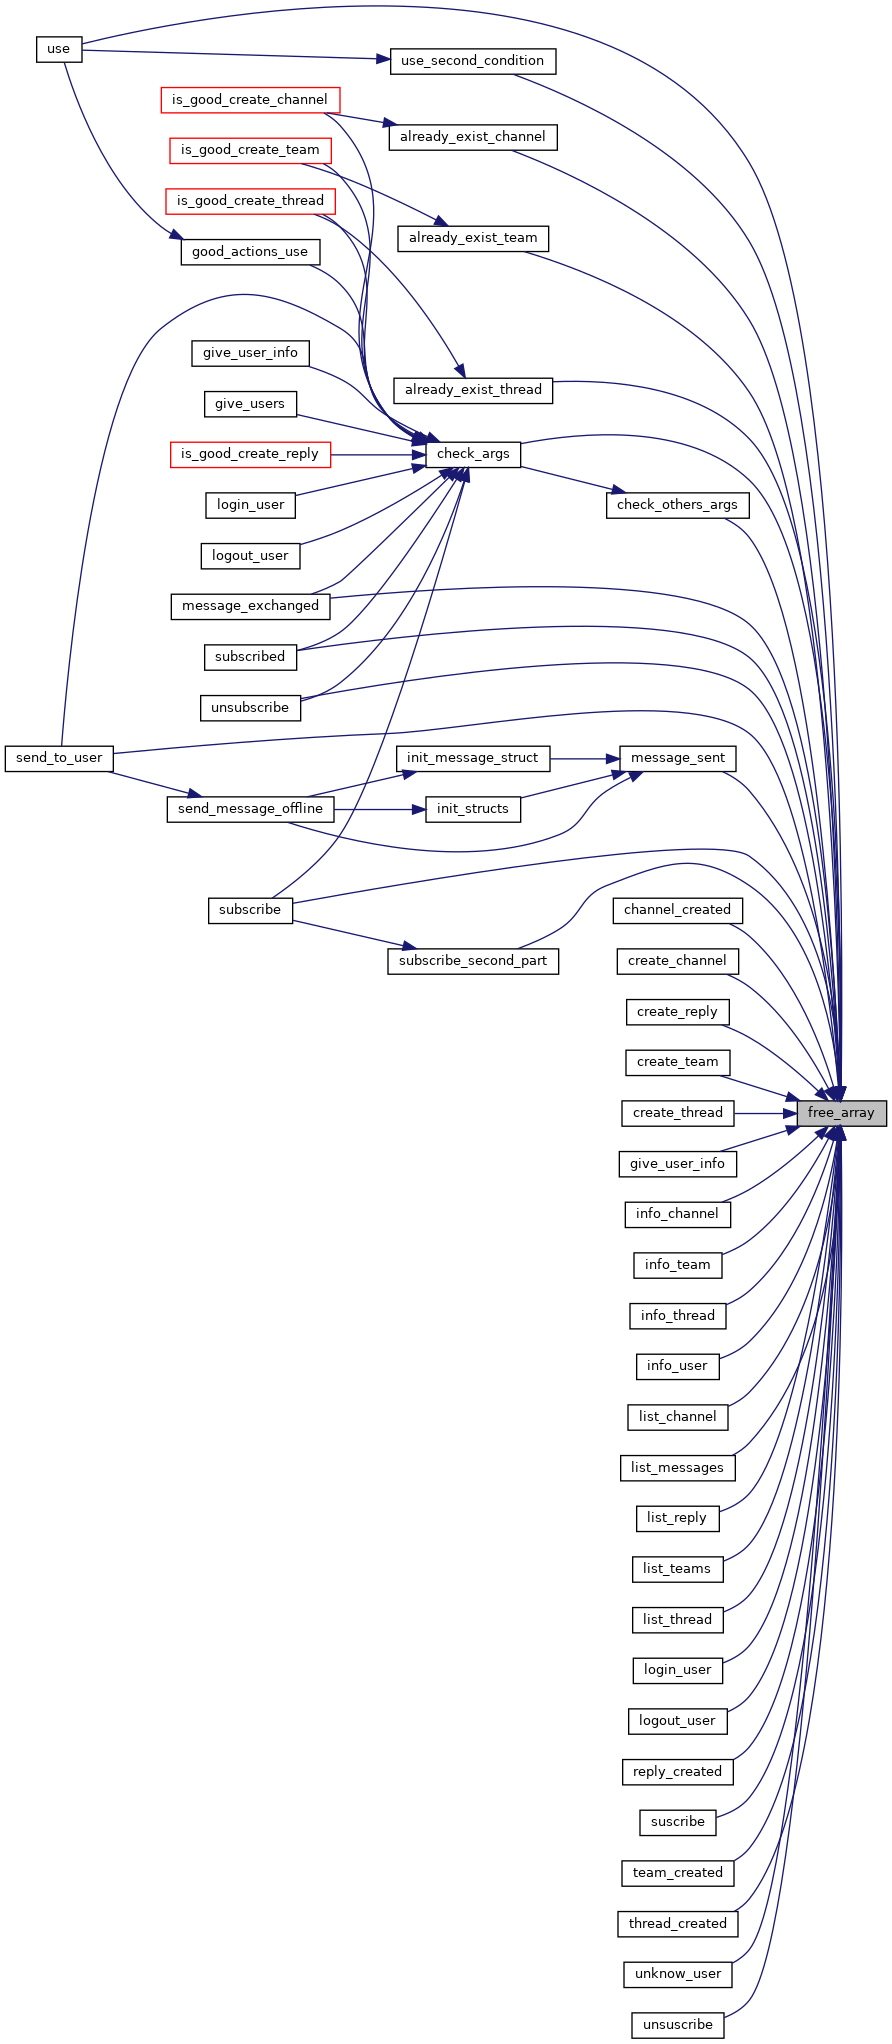 use
use_second_condition
is_good_create_channel
already_exist_channel
is_good_create_team
is_good_create_thread
already_exist_team
good_actions_use
give_user_info
already_exist_thread
give_users
check_args
is_good_create_reply
login_user
check_others_args
logout_user
message_exchanged
subscribed
unsubscribe
send_to_user
init_message_struct
message_sent
send_message_offline
init_structs
subscribe
channel_created
subscribe_second_part
create_channel
create_reply
create_team
create_thread
free_array
give_user_info
info_channel
info_team
info_thread
info_user
list_channel
list_messages
list_reply
list_teams
list_thread
login_user
logout_user
reply_created
suscribe
team_created
thread_created
unknow_user
unsuscribe